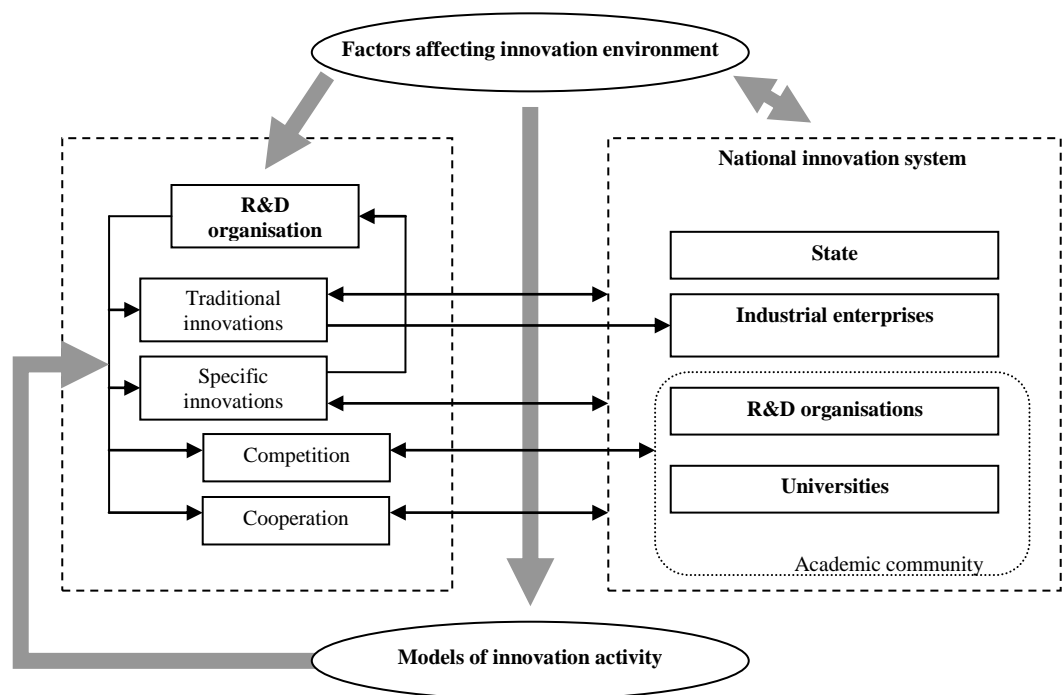 Factors affecting innovation environment
National innovation system
R&D
organisation
Traditional
innovations
Specific
innovations
Competition
Cooperation
State
Industrial enterprises
R&D organisations
Universities
Academic community
Models of innovation activity